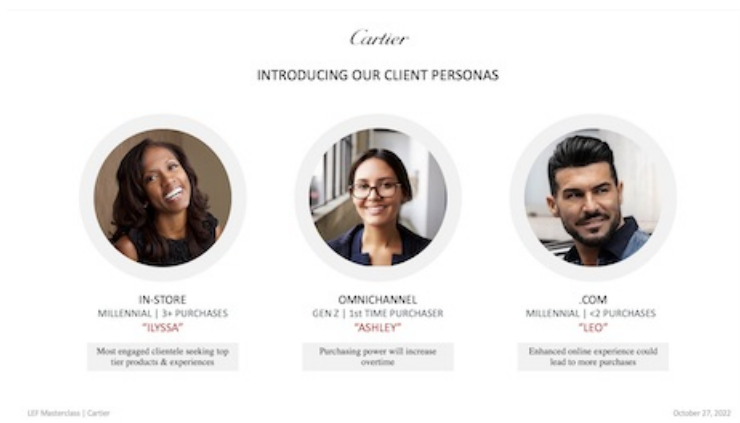 Cartier
INTRODUCING OUR CLIENT PERSONAS
IN-STORE
MILLENNIAL | 3+ PURCHASES
"ILYSSA"
Most engaged clientele seeking top
tier products & experiences
OMNICHANNEL
GEN Z | 1st TIME PURCHASER
"ASHLEY"
Purchasing power will increase
overtime
.COM
MILLENNIAL | <2 PURCHASES
"LEO"
Enhanced online experience could
lead to more purchases
LEF Masterclass | Cartier
October 27, 2022